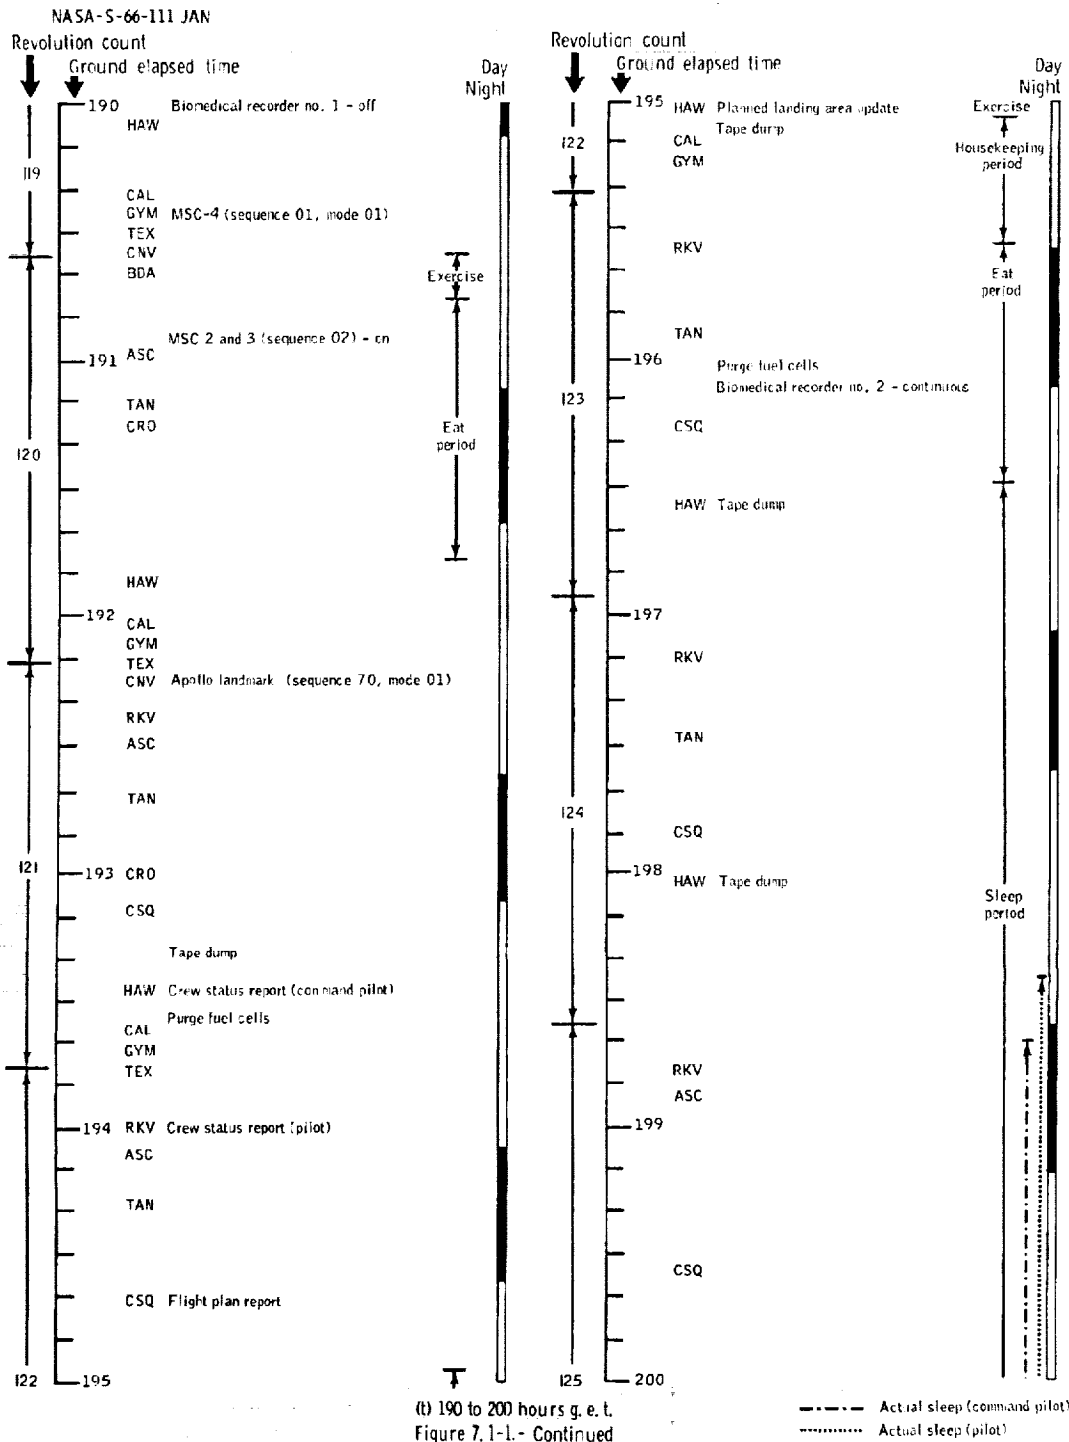 NASA-S-66-111 JAN
Revolution count
Ground elapsed time
Day
Night
190 Biomedical recorder no. 1 - off
HAW
119
CAL
GYM MSC-4 (sequence 01, mode 01)
TEX
CNV
BDA
Exercise
MSC 2 and 3 (sequence 02) - on
191 ASC
TAN
CRO
Eat
period
120
HAW
192
CAL
GYM
TEX
CNV Apollo landmark (sequence 70, mode 01)
RKV
ASC
TAN
121
193 CRO
CSQ
Tape dump
HAW Crew status report (command pilot)
Purge fuel cells
CAL
GYM
TEX
194 RKV Crew status report (pilot)
ASC
TAN
CSQ Flight plan report
122
195
Revolution count
Ground elapsed time
Day
Night
195
HAW Planned landing area update
Exercise
Tape dump
122
CAL
GYM
Housekeeping
period
RKV
Eat
period
TAN
196
Purge fuel cells
Biomedical recorder no. 2 - continuous
123
CSQ
HAW Tape dump
197
RKV
TAN
124
CSQ
198
HAW Tape dump
Sleep
period
RKV
ASC
199
CSQ
125
200
(t) 190 to 200 hours g. e. t.
Figure 7.1-1.- Continued
Actual sleep (command pilot)
Actual sleep (pilot)